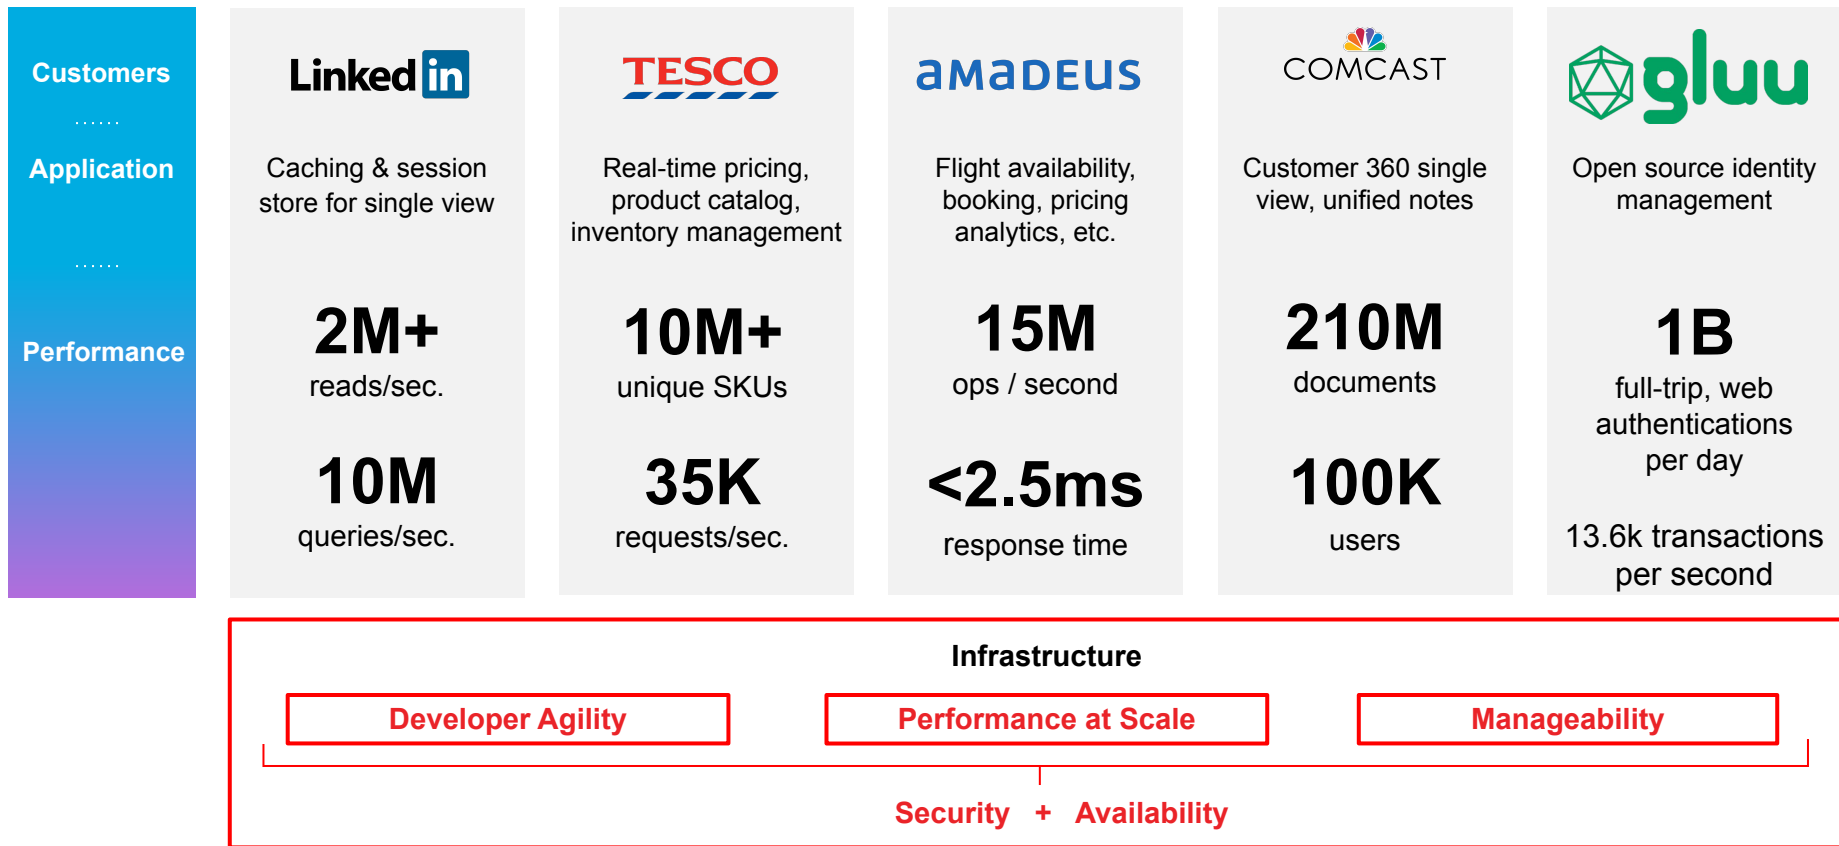 Customers
......
Application
......
Performance
Linked in
Caching & session
store for single view
2M+
reads/sec.
10M
queries/sec.
TESCO
Real-time pricing,
product catalog,
inventory management
10M+
unique SKUs
35K
requests/sec.
aMaDEUS
Flight availability,
booking, pricing
analytics, etc.
15M
ops / second
<2.5ms
response time
COMCAST
Customer 360 single
view, unified notes
210M
documents
100K
users
gluu
Open source identity
management
1B
full-trip, web
authentications
per day
13.6k transactions
per second
Infrastructure
Developer Agility
Performance at Scale
Manageability
Security + Availability